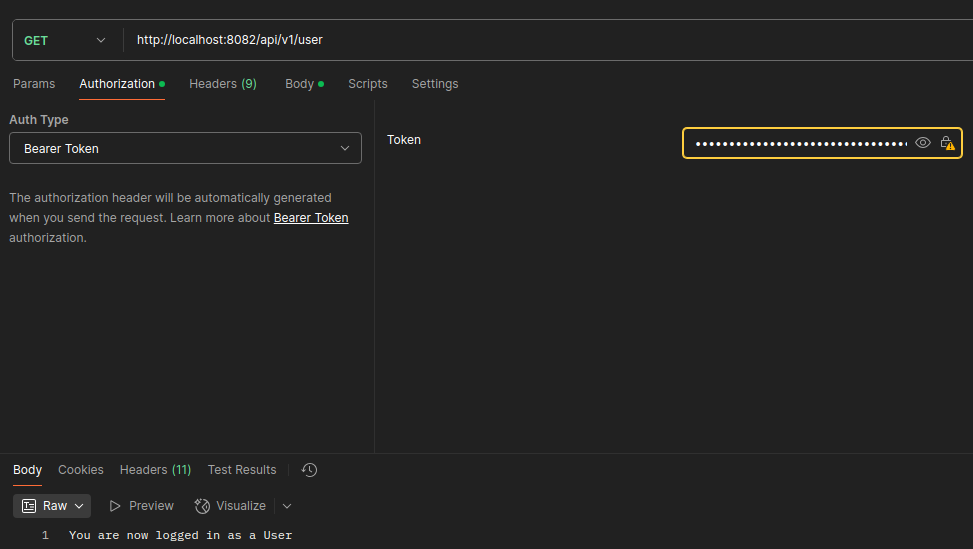 GET http://localhost:8082/api/v1/user
Params Authorization Headers (9) Body Scripts Settings
Auth Type
Bearer Token
Token
••••••••••••••••••••••••••••••••
The authorization header will be automatically generated
when you send the request. Learn more about Bearer Token
authorization.
Body Cookies Headers (11) Test Results
Raw Preview Visualize
1 You are now logged in as a User